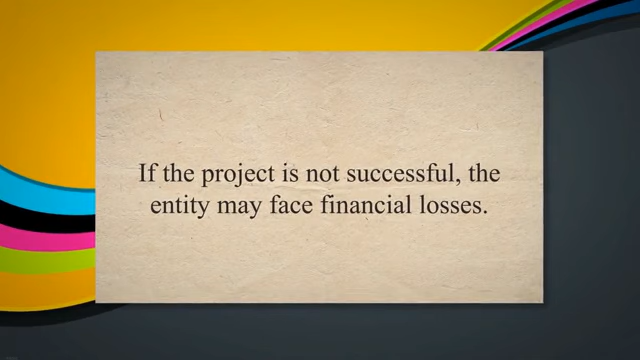 If the project is not successful, the
entity may face financial losses.